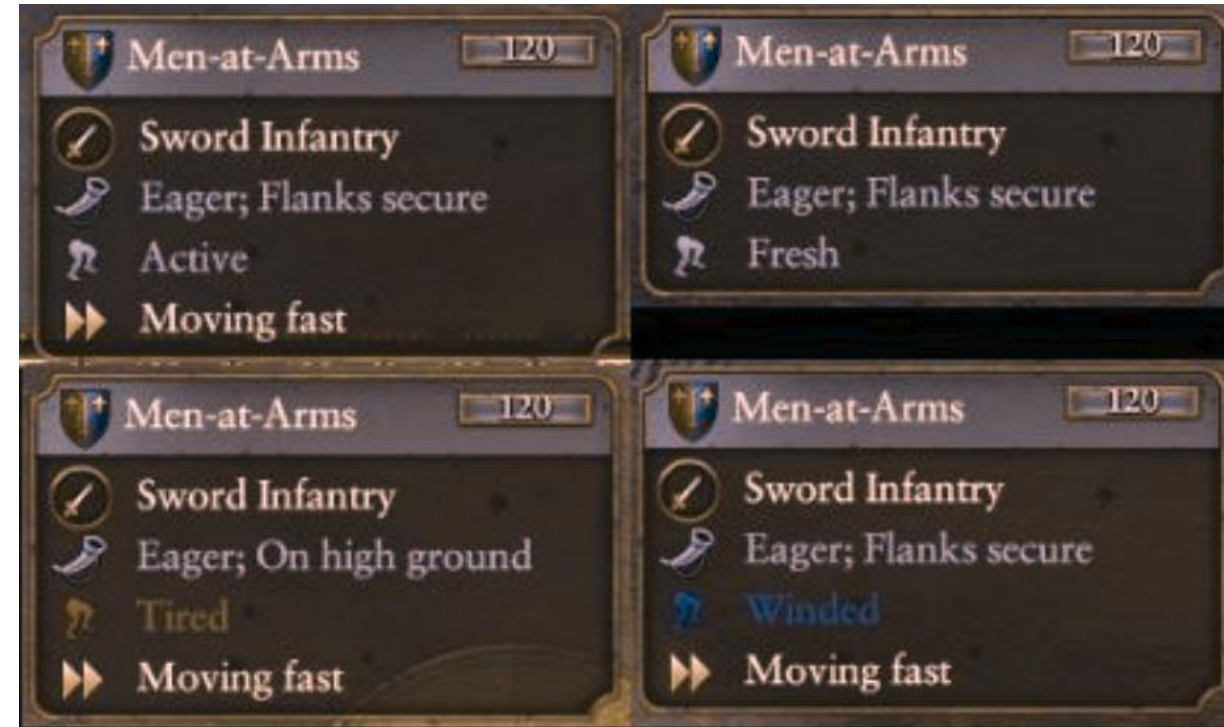 Men-at-Arms 120
Sword Infantry
Eager; Flanks secure
Active
Moving fast
Men-at-Arms 120
Sword Infantry
Eager; Flanks secure
Fresh
Men-at-Arms 120
Sword Infantry
Eager; On high ground
Tired
Moving fast
Men-at-Arms 120
Sword Infantry
Eager; Flanks secure
Winded
Moving fast